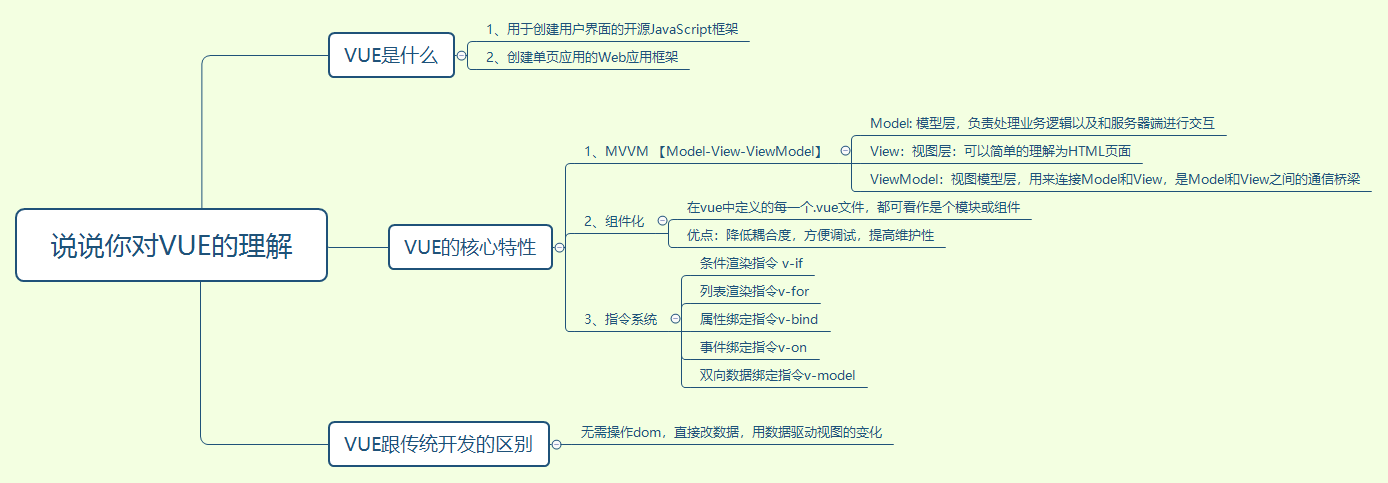 说说你对VUE的理解
VUE是什么
1、用于创建用户界面的开源JavaScript框架
2、创建单页应用的Web应用框架
VUE的核心特性
1、MVVM 【Model-View-ViewModel】
Model: 模型层，负责处理业务逻辑以及和服务器端进行交互
View：视图层：可以简单的理解为HTML页面
ViewModel：视图模型层，用来连接Model和View，是Model和View之间的通信桥梁
2、组件化
在vue中定义的每一个.vue文件，都可看作是个模块或组件
优点：降低耦合度，方便调试，提高维护性
3、指令系统
条件渲染指令 v-if
列表渲染指令v-for
属性绑定指令v-bind
事件绑定指令v-on
双向数据绑定指令v-model
VUE跟传统开发的区别
无需操作dom，直接改数据，用数据驱动视图的变化